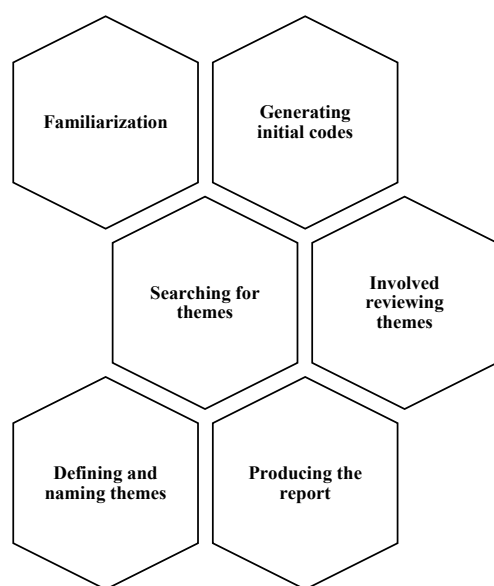 Familiarization
Generating
initial codes
Searching for
themes
Involved
reviewing
themes
Defining and
naming themes
Producing the
report